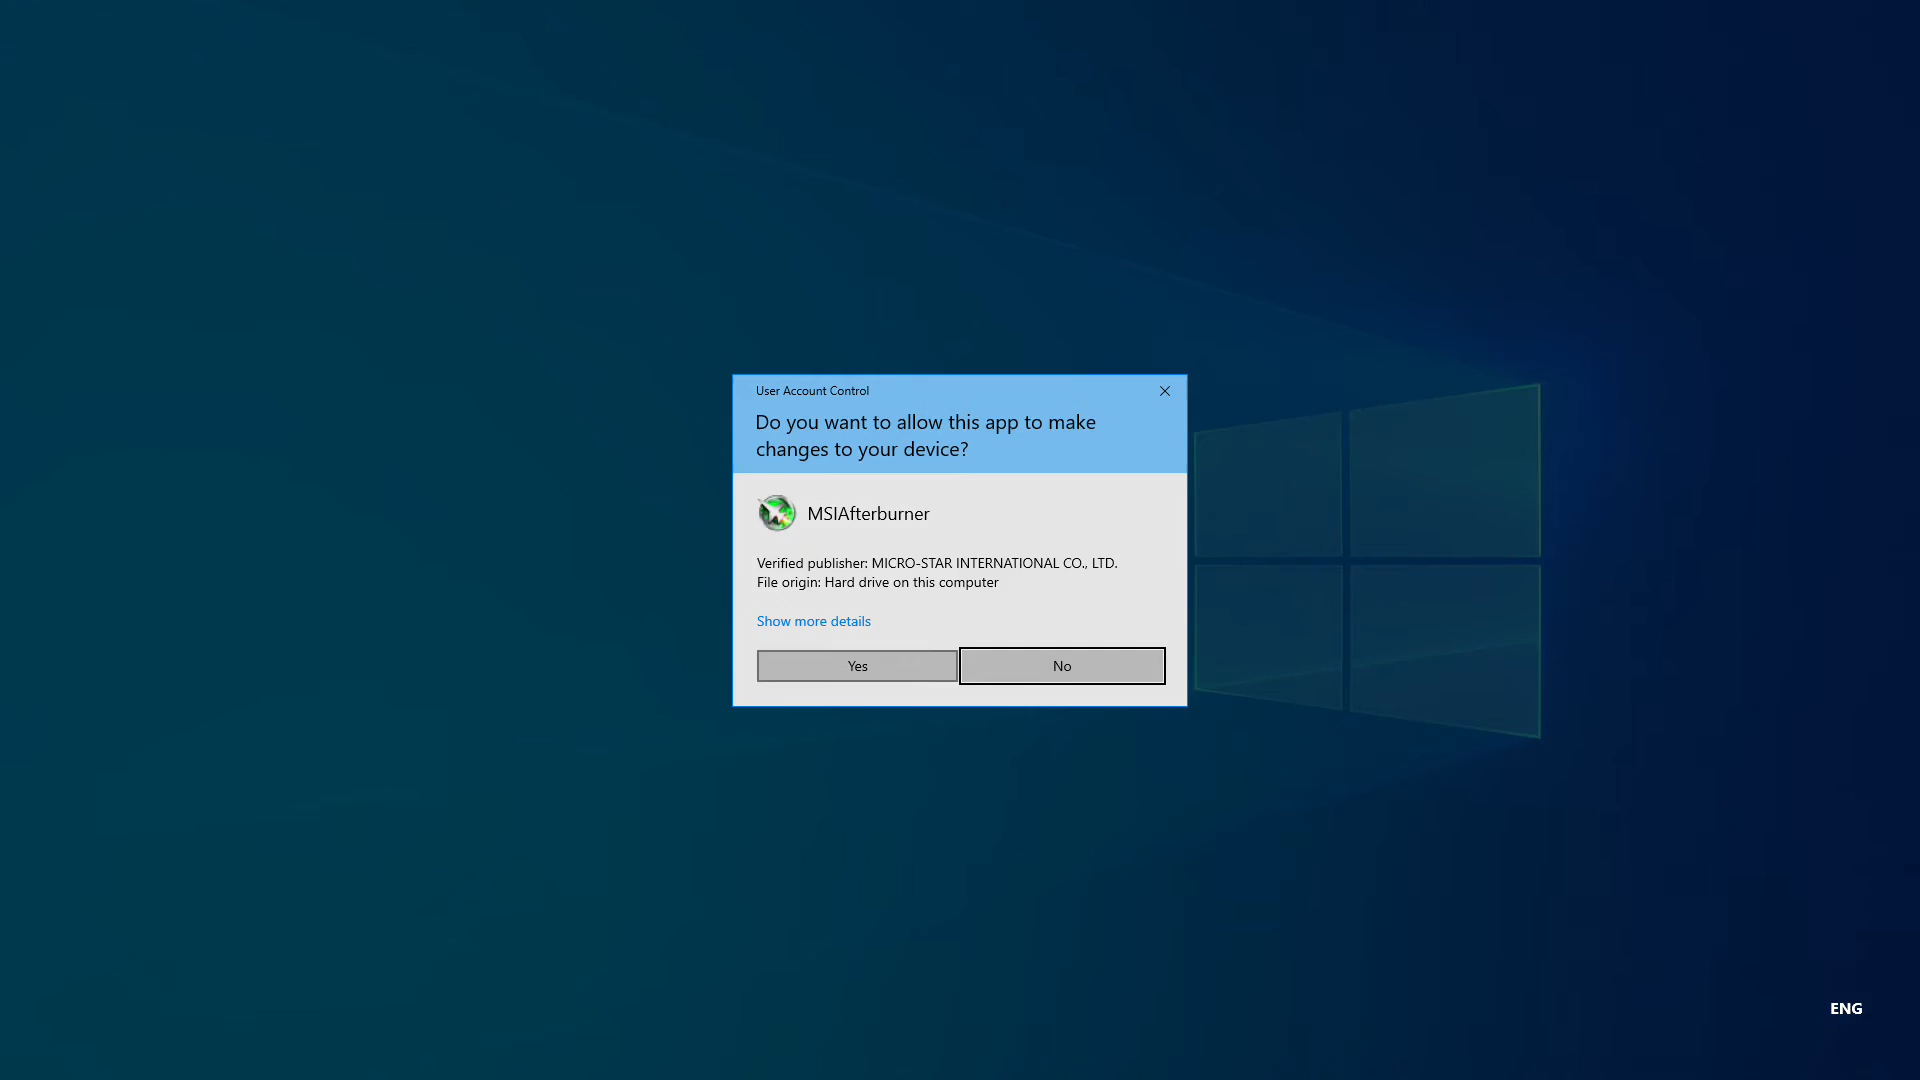 User Account Control
Do you want to allow this app to make
changes to your device?
MSIAfterburner
Verified publisher: MICRO-STAR INTERNATIONAL CO., LTD.
File origin: Hard drive on this computer
Show more details
Yes
No
ENG